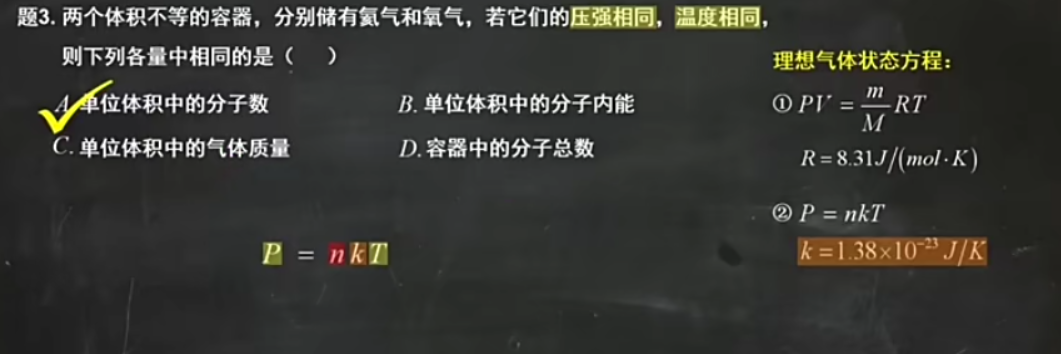 题3. 两个体积不等的容器，分别储有氦气和氧气，若它们的压强相同，温度相同，
则下列各量中相同的是（　　）
A. 单位体积中的分子数
B. 单位体积中的分子内能
C. 单位体积中的气体质量
D. 容器中的分子总数
P = nkT
理想气体状态方程：
① PV = m/M RT
R = 8.31J/(mol·K)
② P = nkT
k = 1.38×10⁻²³ J/K